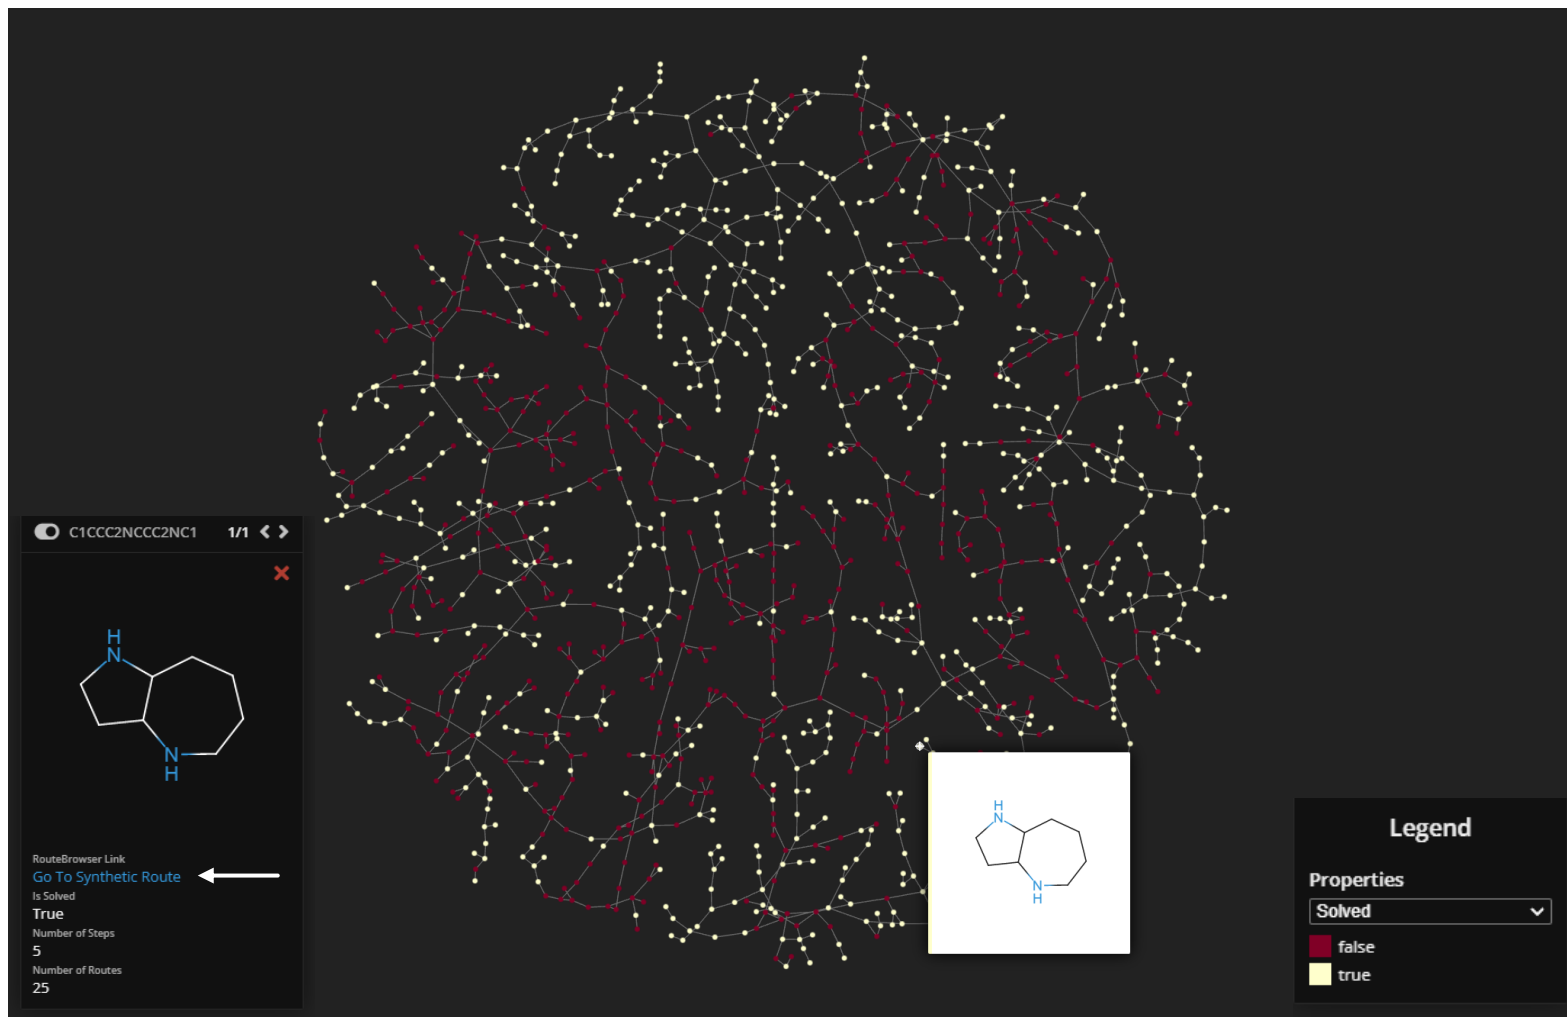 C1CCC2NCCC2NC1 1/1
H
N
N
H
RouteBrowser Link
Go To Synthetic Route
Is Solved
True
Number of Steps
5
Number of Routes
25
H
N
N
H
Legend
Properties
Solved
false
true